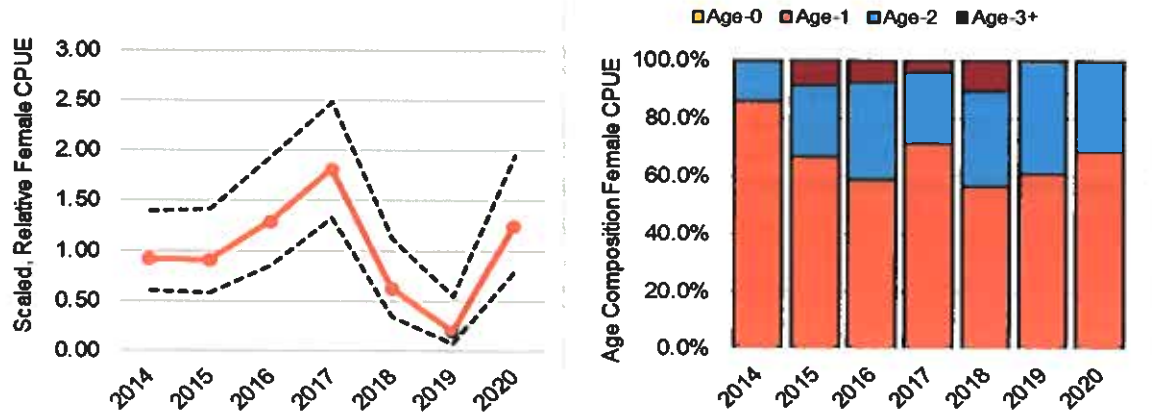 Scaled, Relative Female CPUE
3.00
2.50
2.00
1.50
1.00
0.50
0.00
2014 2015 2016 2017 2018 2019 2020
Age-0 Age-1 Age-2 Age-3+
Age Composition Female CPUE
100.0%
80.0%
60.0%
40.0%
20.0%
0.0%
2014 2015 2016 2017 2018 2019 2020